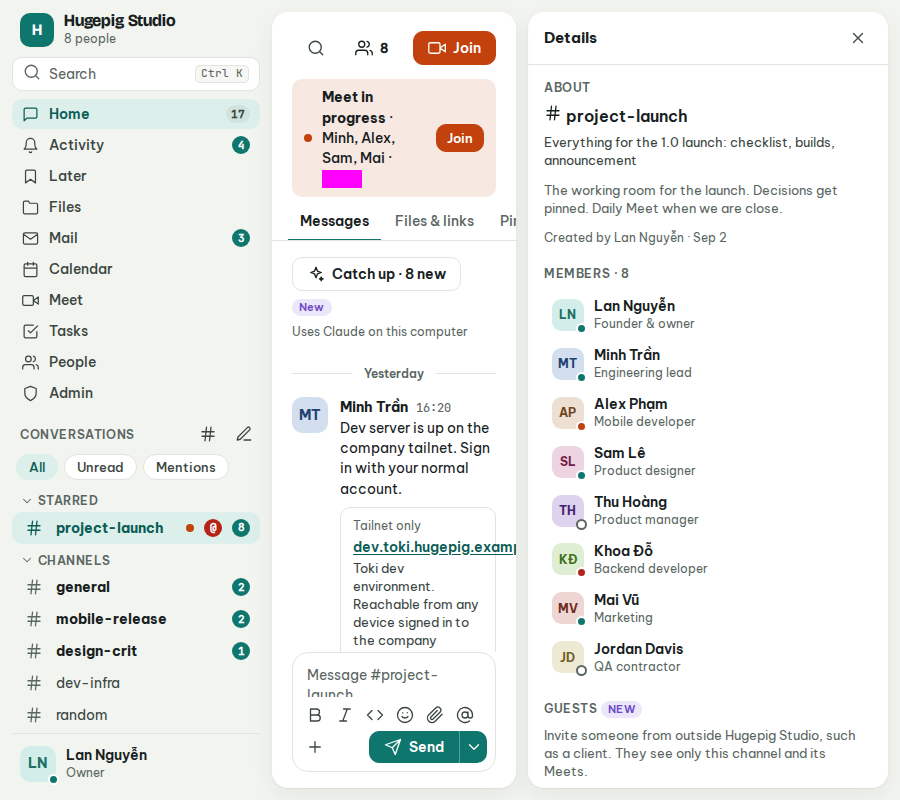 H
Hugepig Studio
8 people
Search
Ctrl K
Home
17
Activity
4
Later
Files
Mail
3
Calendar
Meet
Tasks
People
Admin
CONVERSATIONS
All
Unread
Mentions
STARRED
project-launch
@
8
CHANNELS
general
2
mobile-release
2
design-crit
1
dev-infra
random
LN
Lan Nguyễn
Owner
8
Join
Meet in
progress ·
Minh, Alex,
Sam, Mai ·
Join
Messages
Files & links
Catch up · 8 new
New
Uses Claude on this computer
Yesterday
MT
Minh Trần 16:20
Dev server is up on the
company tailnet. Sign
in with your normal
account.
Tailnet only
dev.toki.hugepig.examp
Toki dev
environment.
Reachable from any
device signed in to
the company
Message #project-
launch
Send
Details
ABOUT
project-launch
Everything for the 1.0 launch: checklist, builds,
announcement
The working room for the launch. Decisions get
pinned. Daily Meet when we are close.
Created by Lan Nguyễn · Sep 2
MEMBERS · 8
LN
Lan Nguyễn
Founder & owner
MT
Minh Trần
Engineering lead
AP
Alex Phạm
Mobile developer
SL
Sam Lê
Product designer
TH
Thu Hoàng
Product manager
KĐ
Khoa Đỗ
Backend developer
MV
Mai Vũ
Marketing
JD
Jordan Davis
QA contractor
GUESTS NEW
Invite someone from outside Hugepig Studio, such
as a client. They see only this channel and its
Meets.